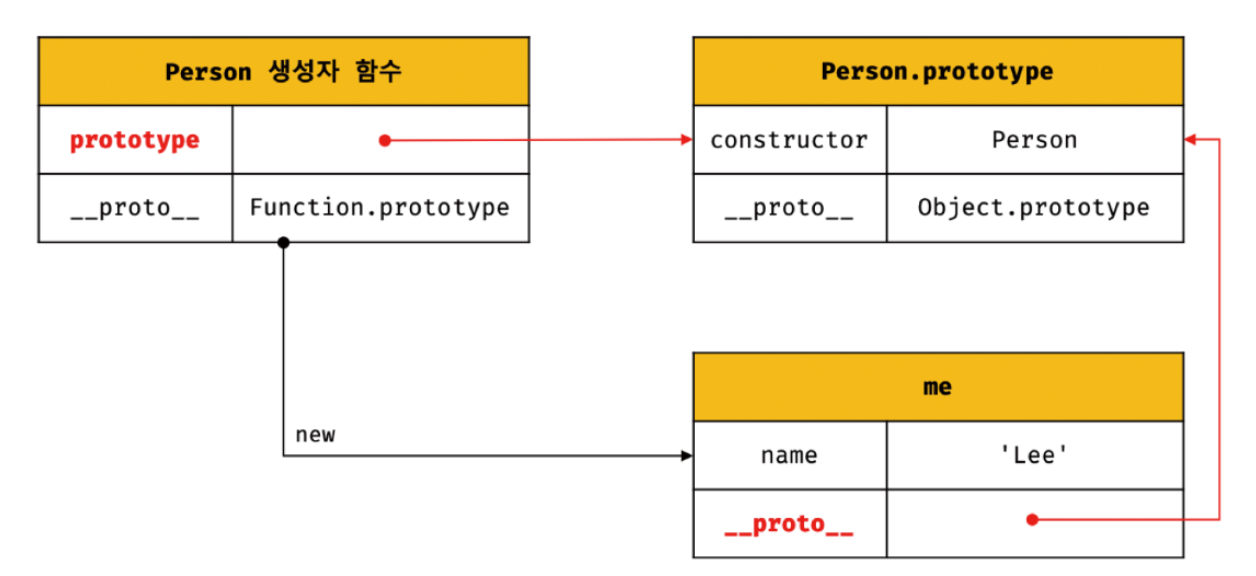 Person 생성자 함수
prototype
__proto__ Function.prototype
Person.prototype
constructor Person
__proto__ Object.prototype
new
me
name 'Lee'
__proto__